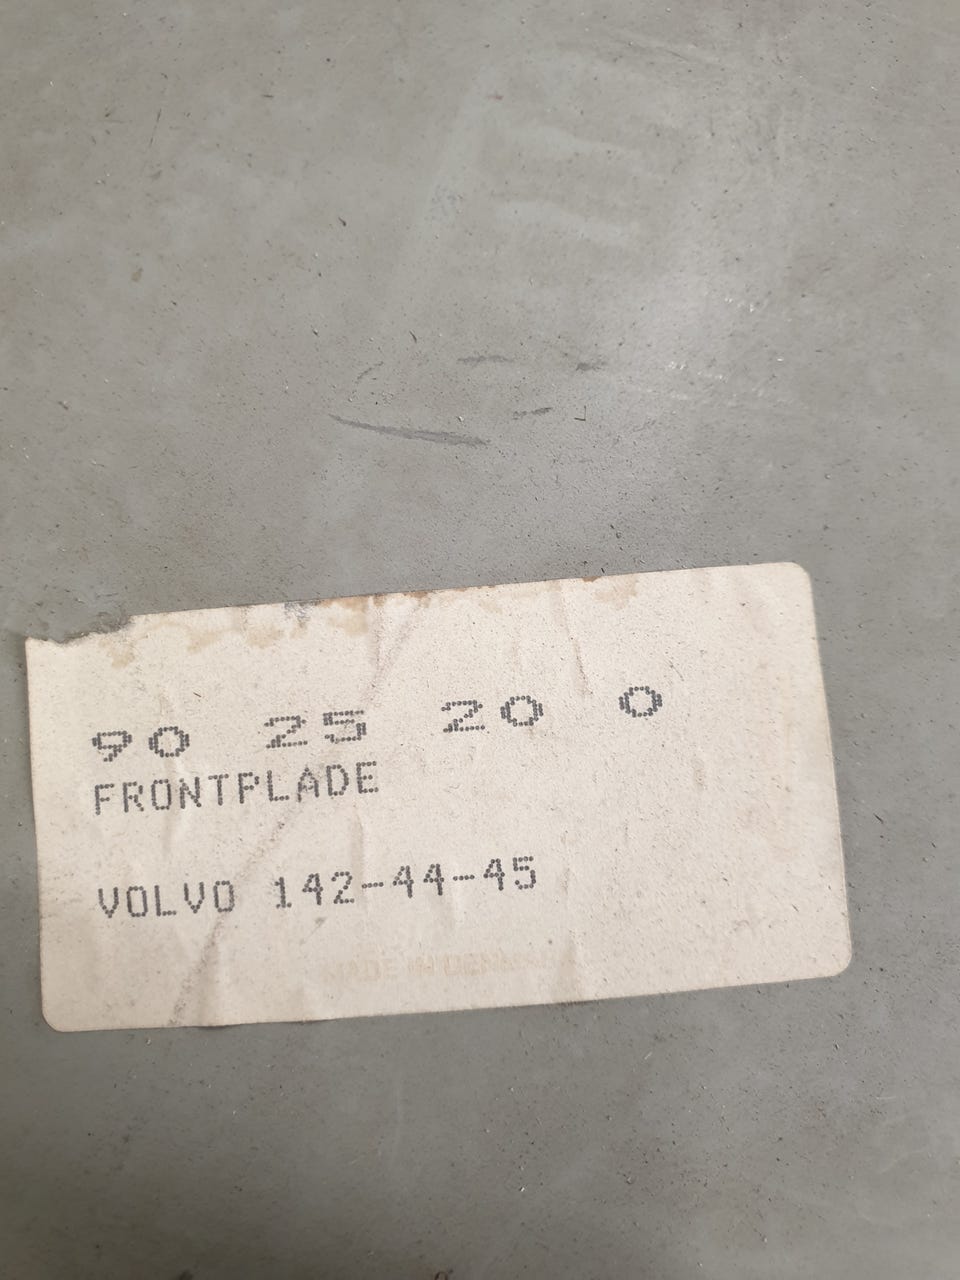 90 25 20 0
FRONTPLADE
VOLVO 142-44-45
MADE IN DENMARK